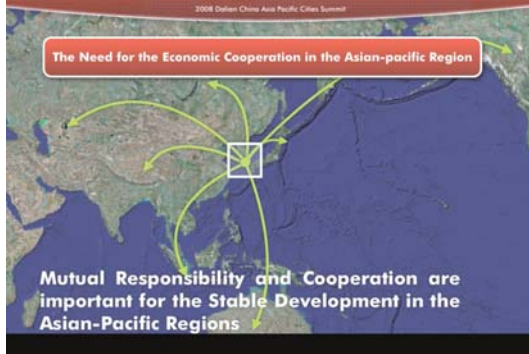 2008 Dalian China Asia Pacific Cities Summit
The Need for the Economic Cooperation in the Asian-pacific Region
Mutual Responsibility and Cooperation are
important for the Stable Development in the
Asian-Pacific Regions